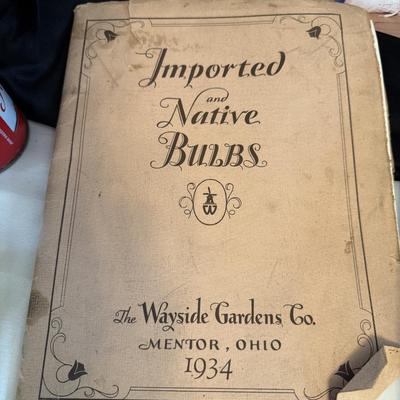 Imported
and
Native
BULBS
W
The Wayside Gardens Co.
MENTOR, OHIO
1934